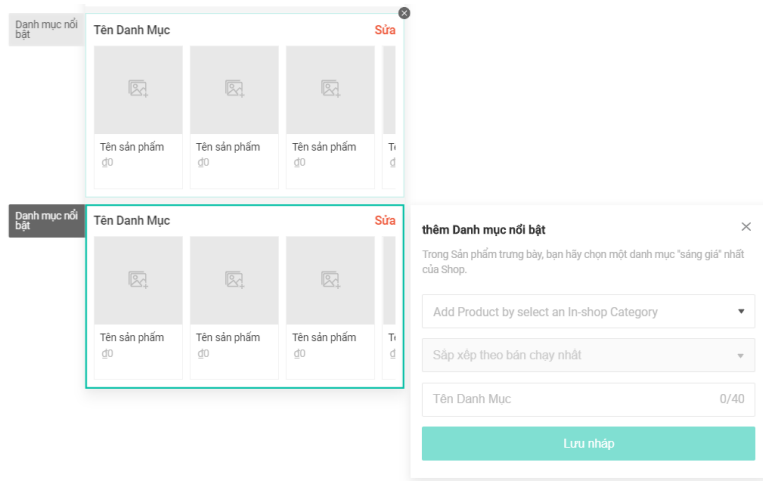 Danh mục nổi
bật
Tên Danh Mục
Sửa
Tên sản phẩm
Tên sản phẩm
Tên sản phẩm
₫0
₫0
₫0
₫
Danh mục nổi
bật
Tên Danh Mục
Sửa
Tên sản phẩm
Tên sản phẩm
Tên sản phẩm
₫0
₫0
₫0
₫
thêm Danh mục nổi bật
Trong Sản phẩm trưng bày, bạn hãy chọn một danh mục "sáng giá" nhất
của Shop.
Add Product by select an In-shop Category
Sắp xếp theo bán chạy nhất
Tên Danh Mục
0/40
Lưu nháp